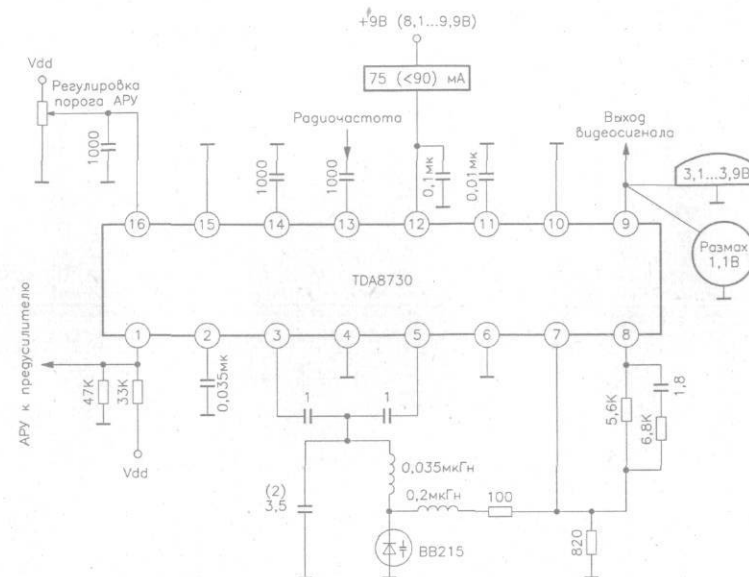 +9В (8,1...9,9В)
Vdd
75 (<90) мА
Регулировка
порога АРУ
Радиочастота
Выход
видеосигнала
1000
1000
1000
0,1мк
0,01мк
3,1...3,9В
16
15
14
13
12
11
10
9
Размах
1,1В
TDA8730
1
2
3
4
5
6
7
8
АРУ к предусилителю
47К
33К
0,035мк
1
1
5,6К
1,8
6,8К
Vdd
(2)
3,5
0,035мкГн
0,2мкГн
100
820
BB215